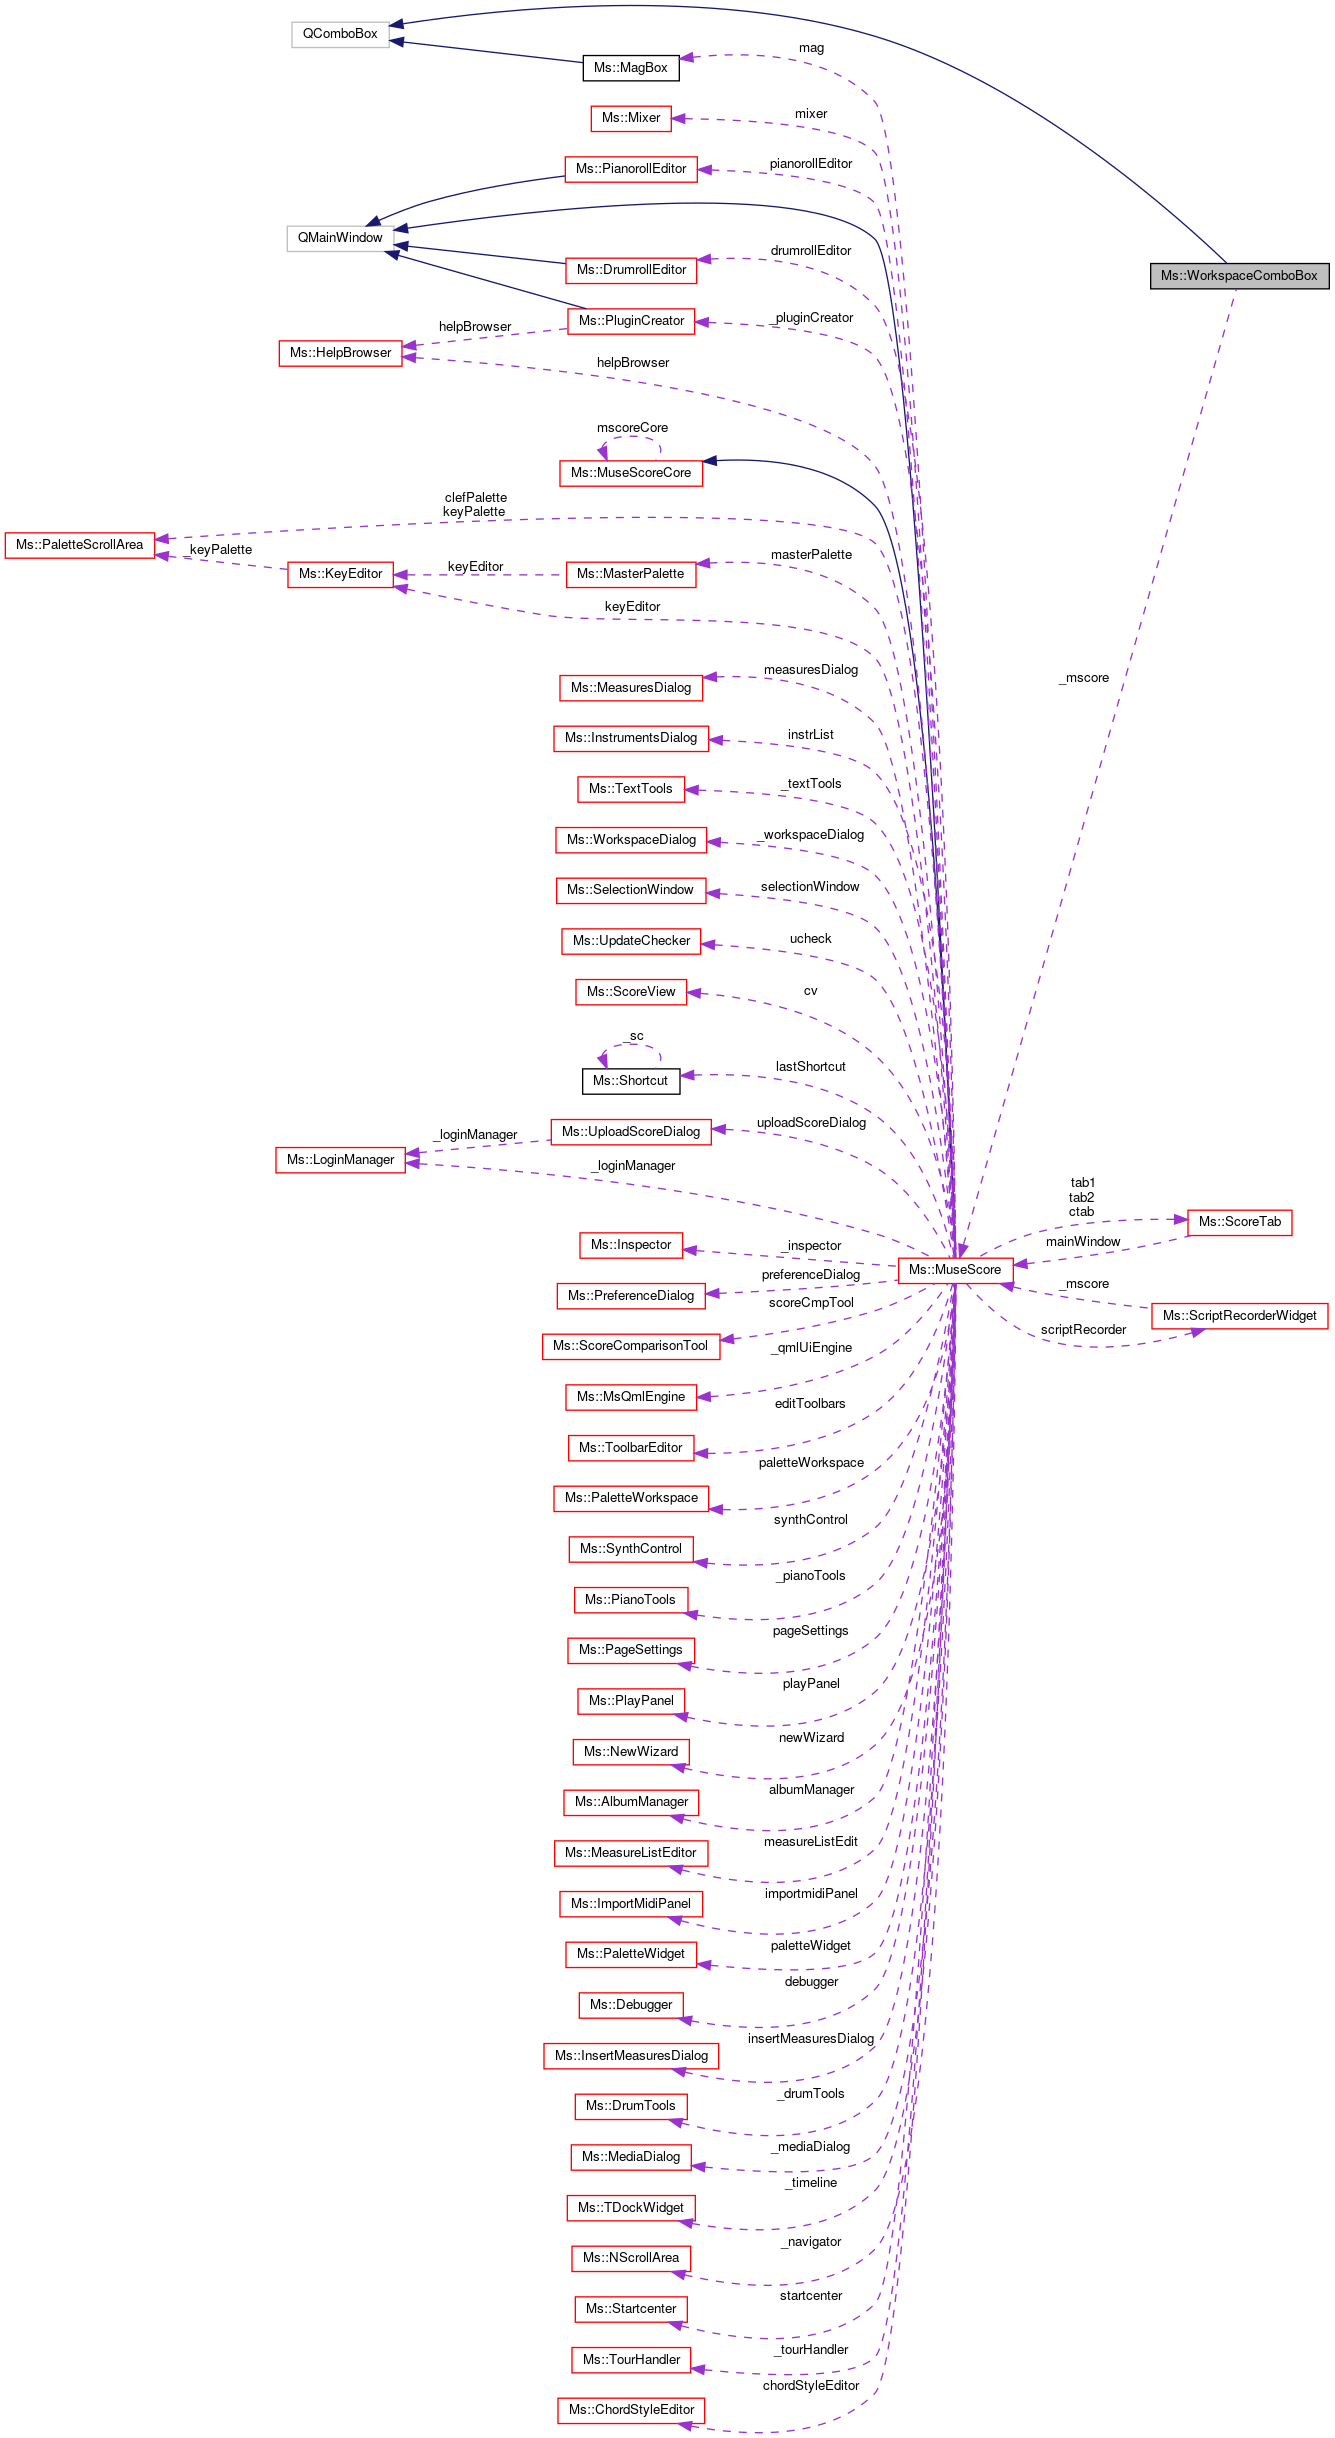 QComboBox
mag
Ms::MagBox
mixer
Ms::Mixer
pianorollEditor
Ms::PianorollEditor
QMainWindow
drumrollEditor
Ms::DrumrollEditor
Ms::WorkspaceComboBox
_pluginCreator
Ms::PluginCreator
helpBrowser
Ms::HelpBrowser
helpBrowser
mscoreCore
Ms::MuseScoreCore
clefPalette
keyPalette
Ms::PaletteScrollArea
_keyPalette
masterPalette
Ms::KeyEditor
keyEditor
Ms::MasterPalette
keyEditor
measuresDialog
_mscore
Ms::MeasuresDialog
instrList
Ms::InstrumentsDialog
_textTools
Ms::TextTools
_workspaceDialog
Ms::WorkspaceDialog
selectionWindow
Ms::SelectionWindow
ucheck
Ms::UpdateChecker
cv
Ms::ScoreView
_sc
lastShortcut
Ms::Shortcut
uploadScoreDialog
Ms::UploadScoreDialog
_loginManager
Ms::LoginManager
_loginManager
tab1
tab2
ctab
Ms::ScoreTab
mainWindow
_inspector
Ms::Inspector
Ms::MuseScore
preferenceDialog
_mscore
Ms::PreferenceDialog
scoreCmpTool
Ms::ScriptRecorderWidget
scriptRecorder
Ms::ScoreComparisonTool
_qmlUiEngine
Ms::MsQmlEngine
editToolbars
Ms::ToolbarEditor
paletteWorkspace
Ms::PaletteWorkspace
synthControl
Ms::SynthControl
_pianoTools
Ms::PianoTools
pageSettings
Ms::PageSettings
playPanel
Ms::PlayPanel
newWizard
Ms::NewWizard
albumManager
Ms::AlbumManager
measureListEdit
Ms::MeasureListEditor
importmidiPanel
Ms::ImportMidiPanel
paletteWidget
Ms::PaletteWidget
debugger
Ms::Debugger
insertMeasuresDialog
Ms::InsertMeasuresDialog
_drumTools
Ms::DrumTools
_mediaDialog
Ms::MediaDialog
_timeline
Ms::TDockWidget
_navigator
Ms::NScrollArea
startcenter
Ms::Startcenter
_tourHandler
Ms::TourHandler
chordStyleEditor
Ms::ChordStyleEditor